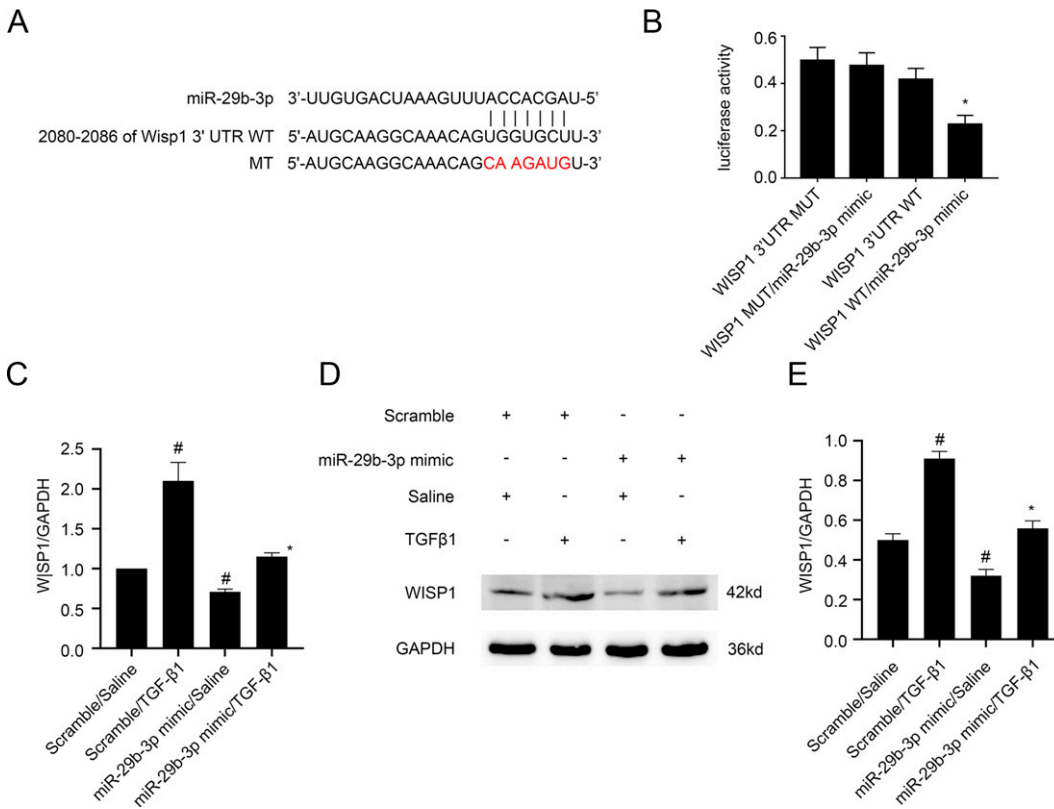 A
miR-29b-3p 3'-UUGUGACUAAAGUUUACCACGAU-5'
2080-2086 of Wisp1 3' UTR WT 5'-AUGCAAGGCAAACAGUGGUGCUU-3'
MT 5'-AUGCAAGGCAAACAGCA AGAUGU-3'
B
luciferase activity
0.6
0.4
0.2
0.0
*
WISP1 3'UTR MUT
WISP1 MUT/miR-29b-3p mimic
WISP1 3'UTR WT
WISP1 WT/miR-29b-3p mimic
C
W|SP1/GAPDH
2.5
2.0
1.5
1.0
0.5
0.0
#
#
*
Scramble/Saline
Scramble/TGF-β1
miR-29b-3p mimic/Saline
miR-29b-3p mimic/TGF-β1
D
Scramble + + - -
miR-29b-3p mimic - - + +
Saline + - + -
TGFβ1 - + - +
WISP1 42kd
GAPDH 36kd
E
WISP1/GAPDH
1.0
0.8
0.6
0.4
0.2
0.0
#
#
*
Scramble/Saline
Scramble/TGF-β1
miR-29b-3p mimic/Saline
miR-29b-3p mimic/TGF-β1